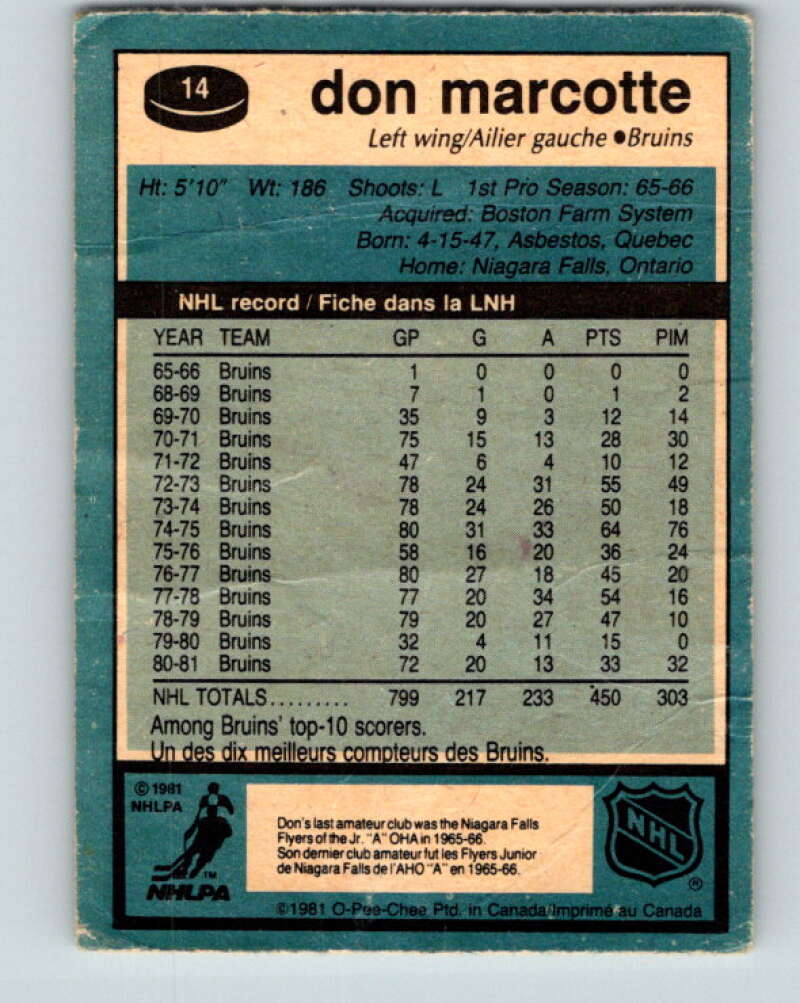 14
don marcotte
Left wing/Ailier gauche ●Bruins
Ht: 5'10" Wt: 186 Shoots: L 1st Pro Season: 65-66
Acquired: Boston Farm System
Born: 4-15-47, Asbestos, Quebec
Home: Niagara Falls, Ontario
NHL record / Fiche dans la LNH
YEAR TEAM GP G A PTS PIM
65-66 Bruins 1 0 0 0 0
68-69 Bruins 7 1 0 1 2
69-70 Bruins 35 9 3 12 14
70-71 Bruins 75 15 13 28 30
71-72 Bruins 47 6 4 10 12
72-73 Bruins 78 24 31 55 49
73-74 Bruins 78 24 26 50 18
74-75 Bruins 80 31 33 64 76
75-76 Bruins 58 16 20 36 24
76-77 Bruins 80 27 18 45 20
77-78 Bruins 77 20 34 54 16
78-79 Bruins 79 20 27 47 10
79-80 Bruins 32 4 11 15 0
80-81 Bruins 72 20 13 33 32
NHL TOTALS......... 799 217 233 450 303
Among Bruins' top-10 scorers.
Un des dix meilleurs compteurs des Bruins.
© 1981
NHLPA
TM
NHLPA
Don's last amateur club was the Niagara Falls
Flyers of the Jr. "A" OHA in 1965-66.
Son dernier club amateur fut les Flyers Junior
de Niagara Falls de l'AHO "A" en 1965-66.
NHL
®
©1981 O-Pee-Chee Ptd. in Canada/Imprimé au Canada